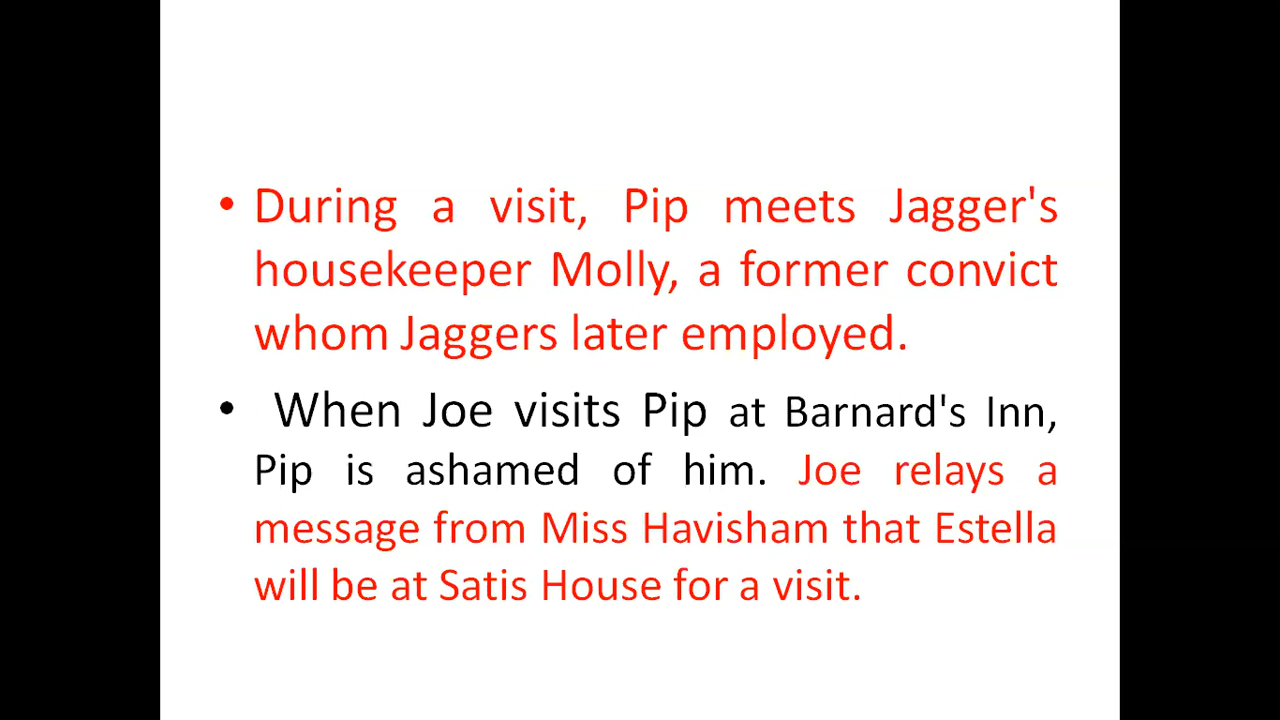 • During a visit, Pip meets Jagger's
housekeeper Molly, a former convict
whom Jaggers later employed.
• When Joe visits Pip at Barnard's Inn,
Pip is ashamed of him. Joe relays a
message from Miss Havisham that Estella
will be at Satis House for a visit.